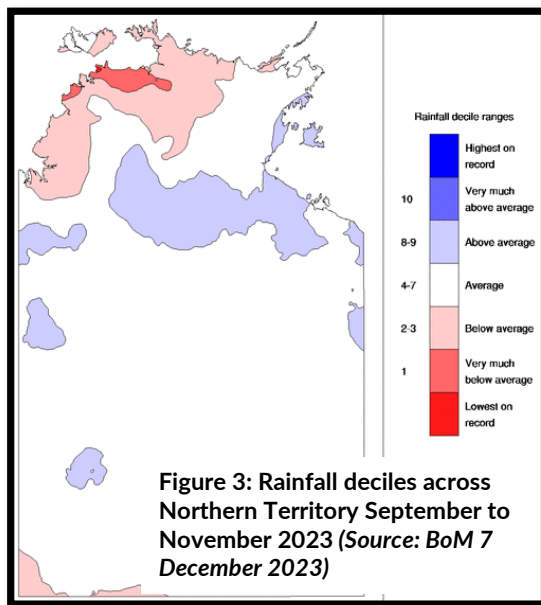 Rainfall decile ranges
Highest on
record
10
Very much
above average
8-9
Above average
4-7
Average
2-3
Below average
1
Very much
below average
Lowest on
record
Figure 3: Rainfall deciles across
Northern Territory September to
November 2023 (Source: BoM 7
December 2023)